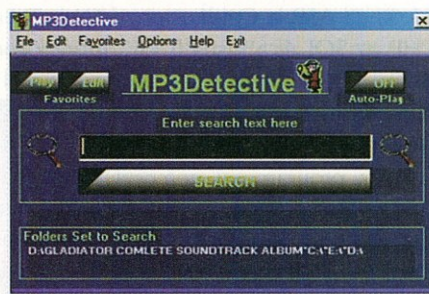 MP3Detective
File Edit Favorites Options Help Exit
Play Edit MP3Detective Off
Favorites Auto-Play
Enter search text here
SEARCH
Folders Set to Search
D:\GLADIATOR COMLETE SOUNDTRACK ALBUM*C:\*E:\*D:\